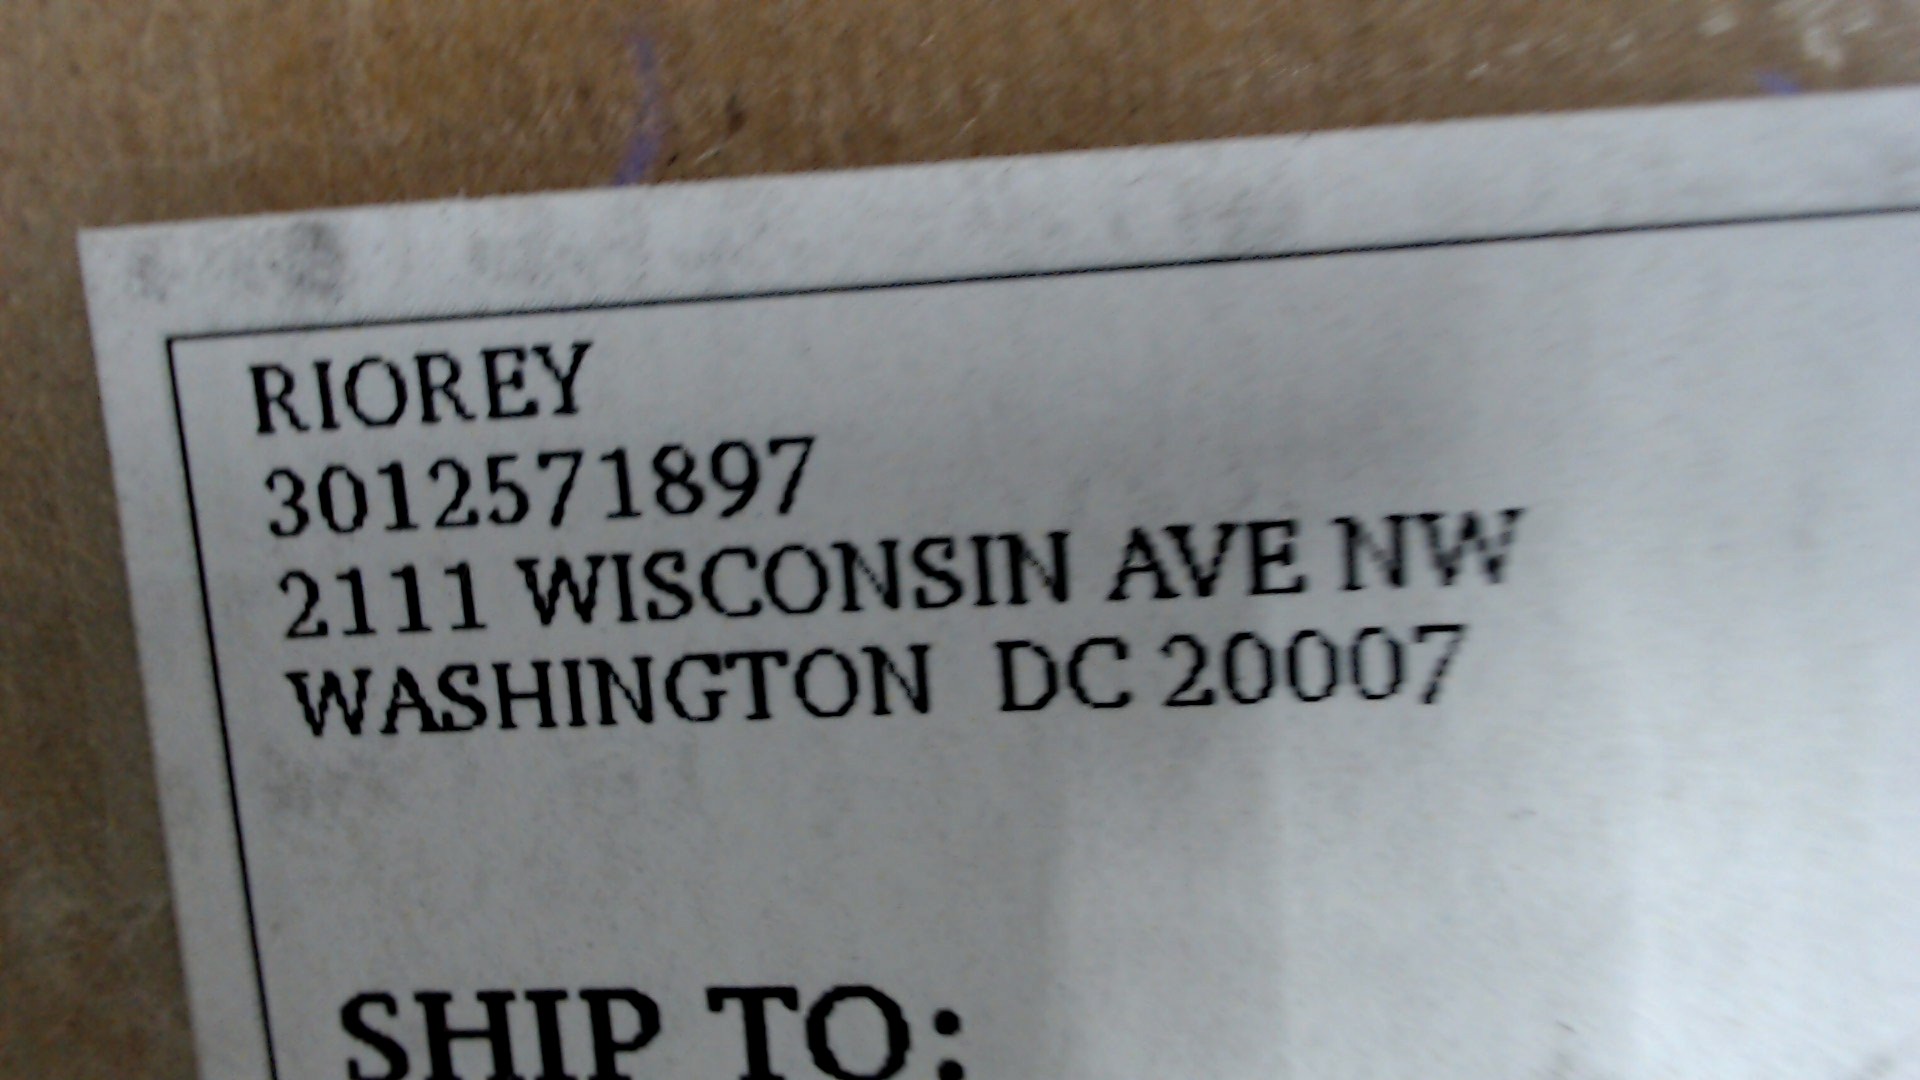 RIOREY
3012571897
2111 WISCONSIN AVE NW
WASHINGTON DC 20007
SHIP TO: